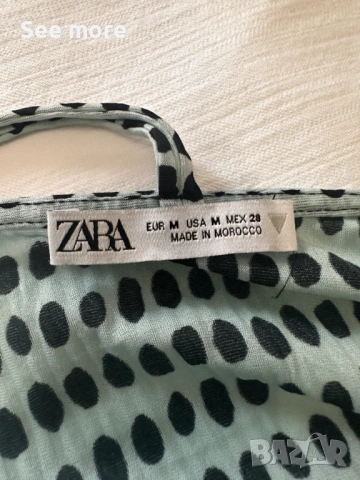 See more
ZARA
EUR M USA M MEX 28
MADE IN MOROCCO
BAZAR